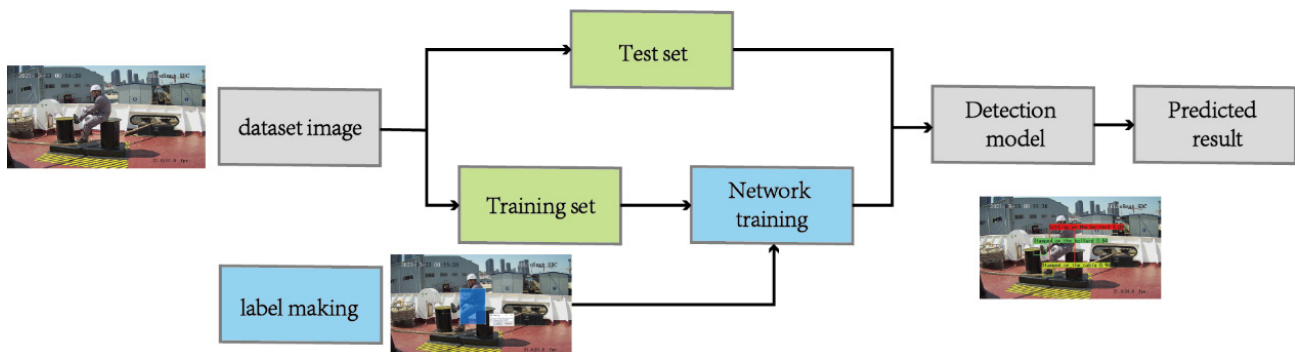 Test set
dataset image
Detection
model
Predicted
result
Training set
Network
training
label making